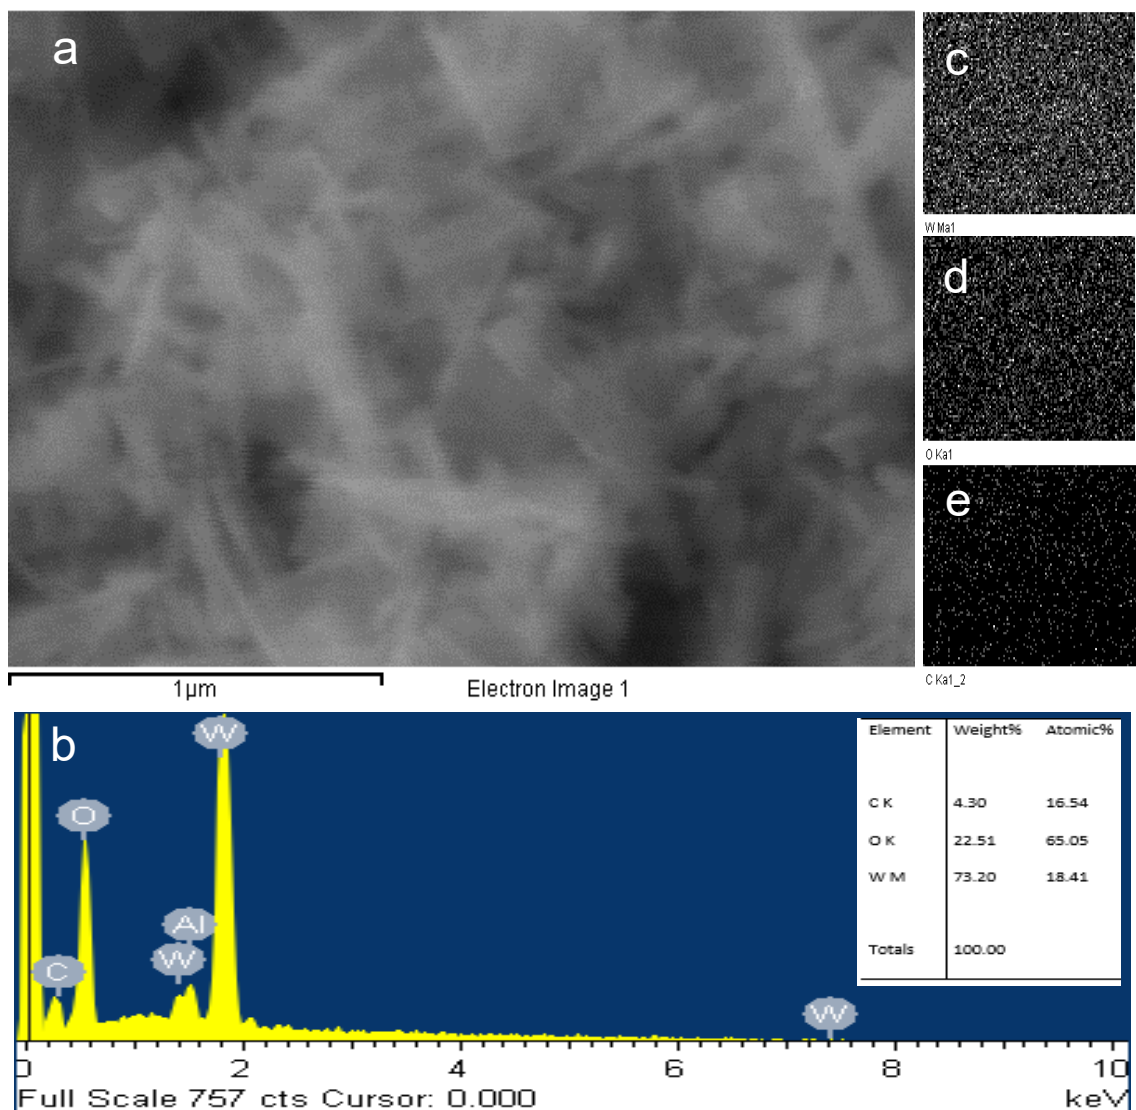 a
c
W Ma1
d
O Ka1
e
C Ka1_2
1µm
Electron Image 1
b
W
O
Al
W
C
W
Element Weight% Atomic%
C K 4.30 16.54
O K 22.51 65.05
W M 73.20 18.41
Totals 100.00
0 2 4 6 8 10
Full Scale 757 cts Cursor: 0.000 keV